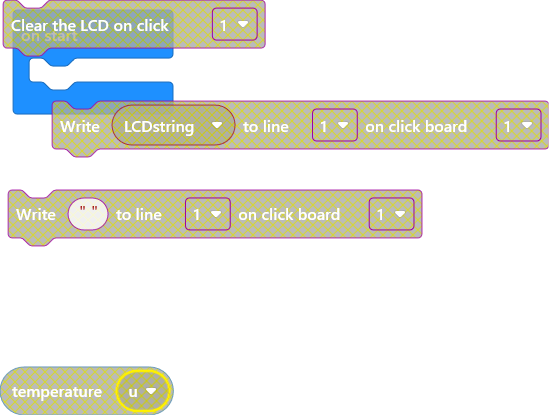 Clear the LCD on click 1
on start
Write LCDstring to line 1 on click board 1
Write " " to line 1 on click board 1
temperature u